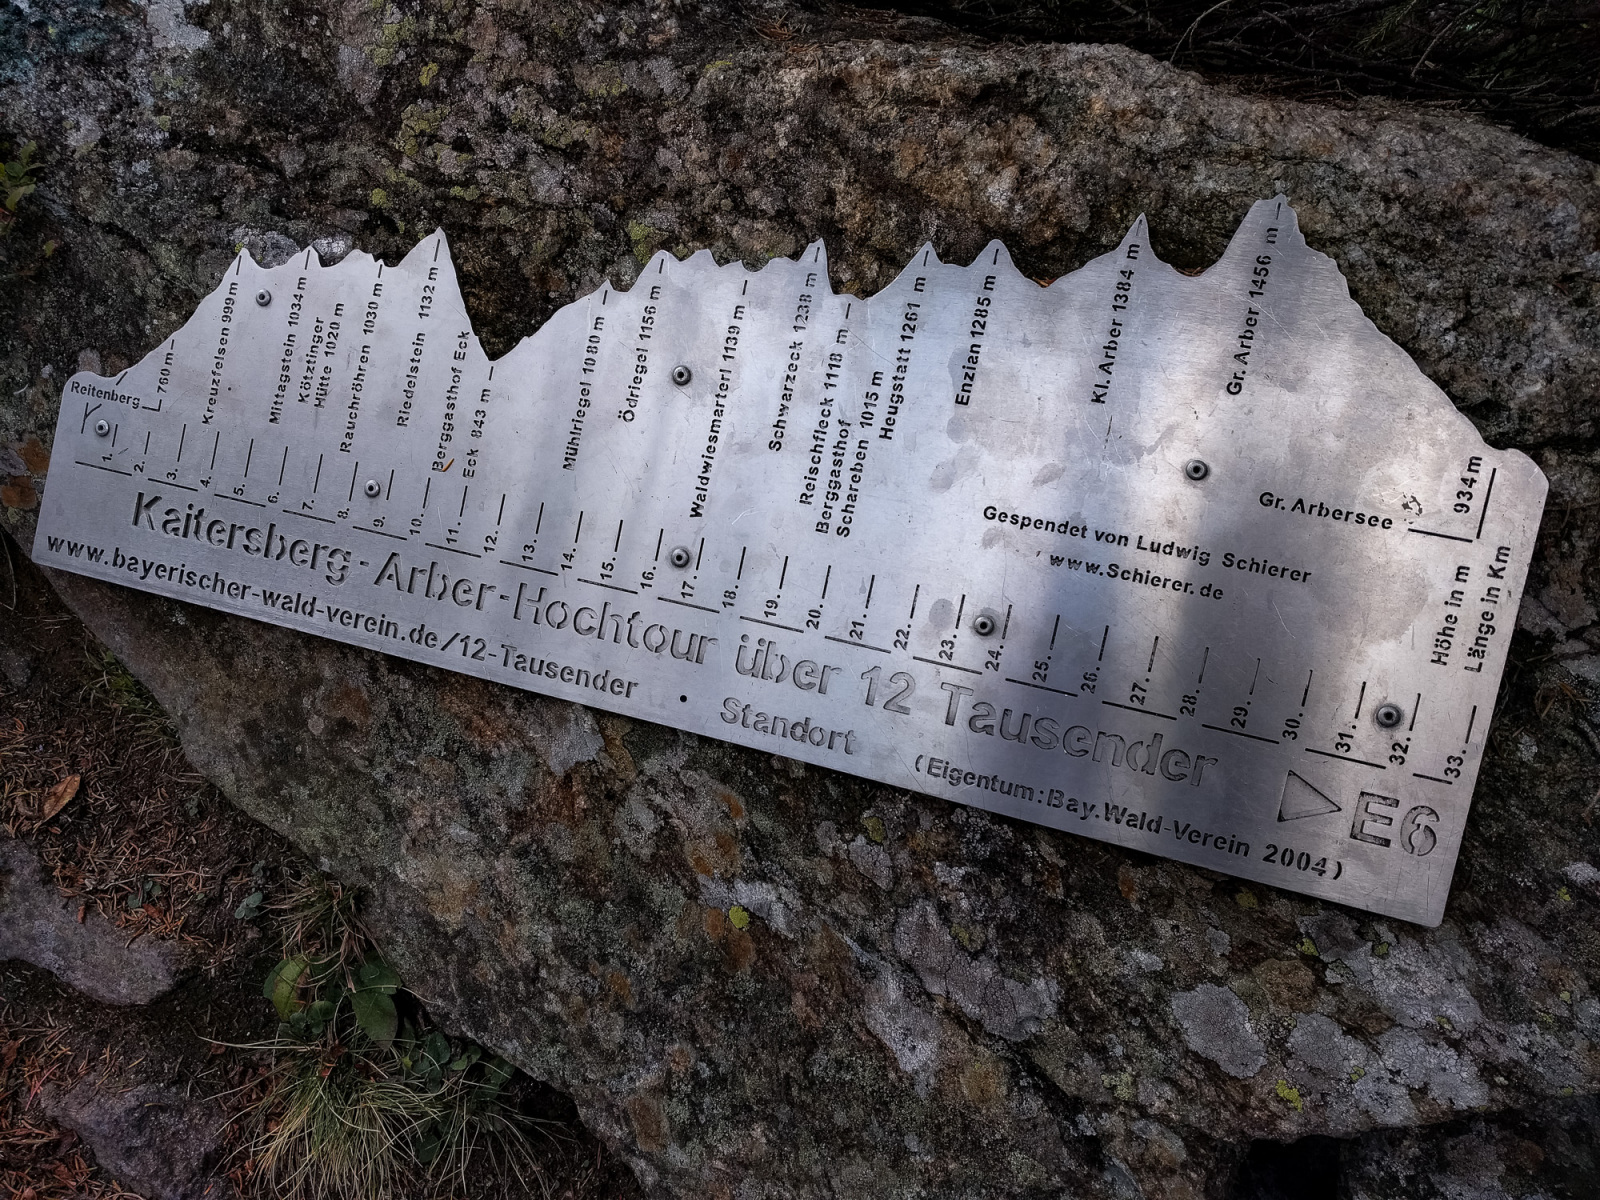 Reitenberg
760 m
Kreuzfelsen 999 m
Mittagstein 1034 m
Kötztinger
Hütte 1020 m
Rauchröhren 1030 m
Riedelstein 1132 m
Berggasthof Eck
Eck 843 m
Mühlriegel 1080 m
Ödriegel 1156 m
Waldwiesmarterl 1139 m
Schwarzeck 1238 m
Reischfleck 1118 m
Berggasthof
Schareben 1015 m
Heugstatt 1261 m
Enzian 1285 m
Kl. Arber 1384 m
Gr. Arber 1456 m
Gr. Arbersee
934m
Gespendet von Ludwig Schierer
www.Schierer.de
Höhe in m
Länge in Km
1. 2. 3. 4. 5. 6. 7. 8. 9. 10. 11. 12. 13. 14. 15. 16. 17. 18. 19. 20. 21. 22. 23. 24. 25. 26. 27. 28. 29. 30. 31. 32. 33.
Kaitersberg - Arber - Hochtour über 12 Tausender
E6
www.bayerischer-wald-verein.de/12-Tausender • Standort
(Eigentum: Bay.Wald-Verein 2004)